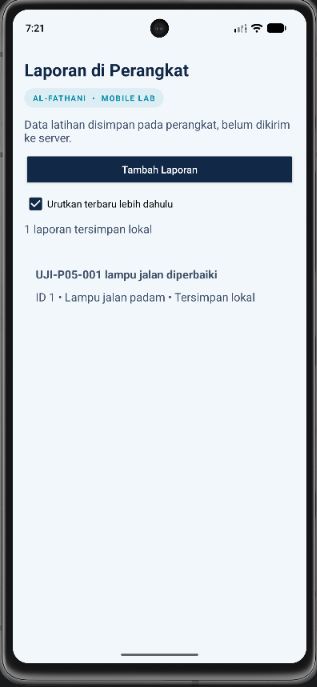 7:21
Laporan di Perangkat
AL-FATHANI • MOBILE LAB
Data latihan disimpan pada perangkat, belum dikirim
ke server.
Tambah Laporan
Urutkan terbaru lebih dahulu
1 laporan tersimpan lokal
UJI-P05-001 lampu jalan diperbaiki
ID 1 • Lampu jalan padam • Tersimpan lokal